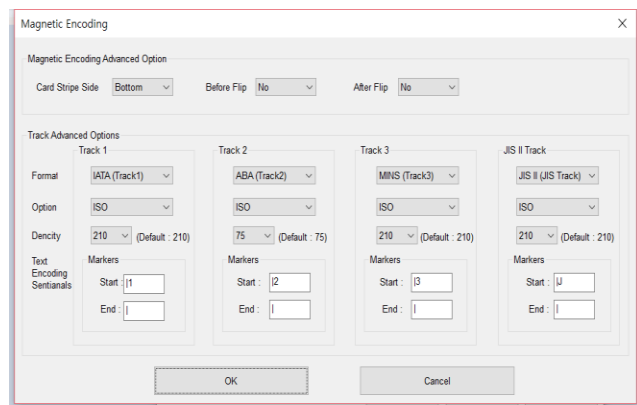 Magnetic Encoding
Magnetic Encoding Advanced Option
Card Stripe Side Bottom Before Flip No After Flip No
Track Advanced Options
Track 1 Track 2 Track 3 JIS II Track
Format IATA (Track1) ABA (Track2) MINS (Track3) JIS II (JIS Track)
Option ISO ISO ISO ISO
Dencity 210 (Default : 210) 75 (Default : 75) 210 (Default : 210) 210 (Default : 210)
Text Encoding Sentianals
Markers Markers Markers Markers
Start : |1 Start : |2 Start : |3 Start : |J
End : | End : | End : | End : |
OK Cancel